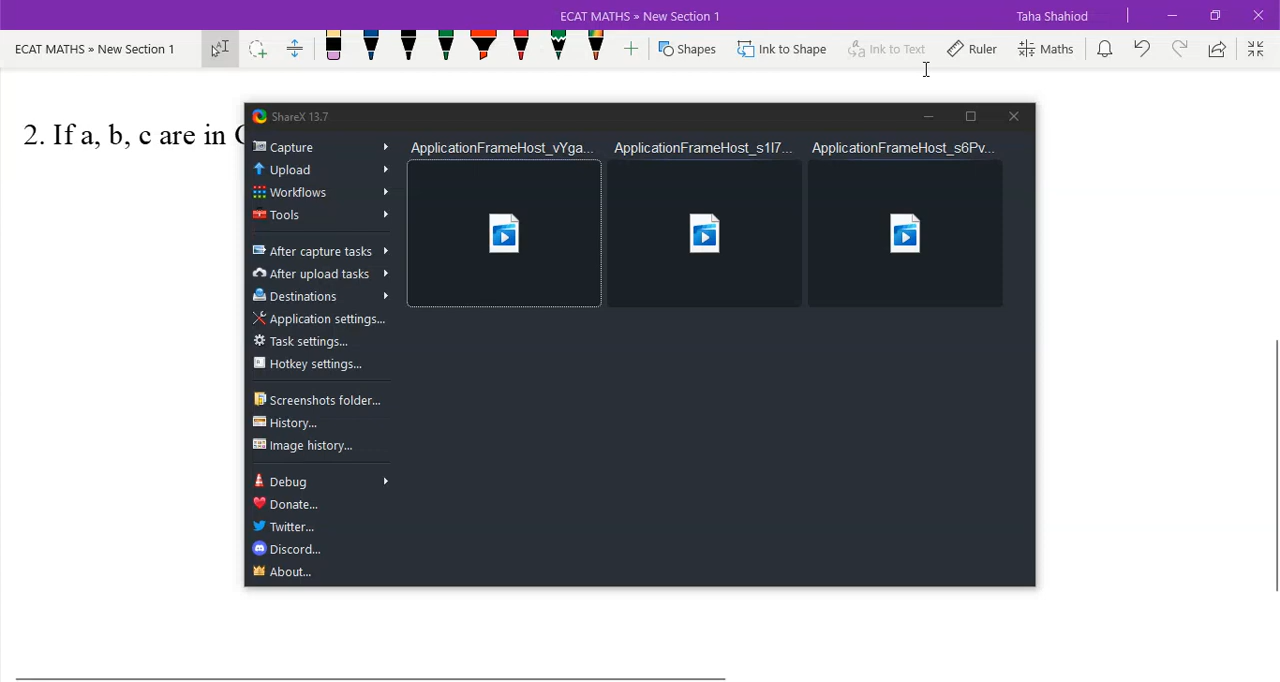 ECAT MATHS » New Section 1
Taha Shahiod
ECAT MATHS » New Section 1
Shapes
Ink to Shape
Ink to Text
Ruler
Maths
2. If a, b, c are in
ShareX 13.7
Capture
Upload
Workflows
Tools
After capture tasks
After upload tasks
Destinations
Application settings...
Task settings...
Hotkey settings...
Screenshots folder...
History...
Image history...
Debug
Donate...
Twitter...
Discord...
About...
ApplicationFrameHost_vYga...
ApplicationFrameHost_s1I7...
ApplicationFrameHost_s6Pv...